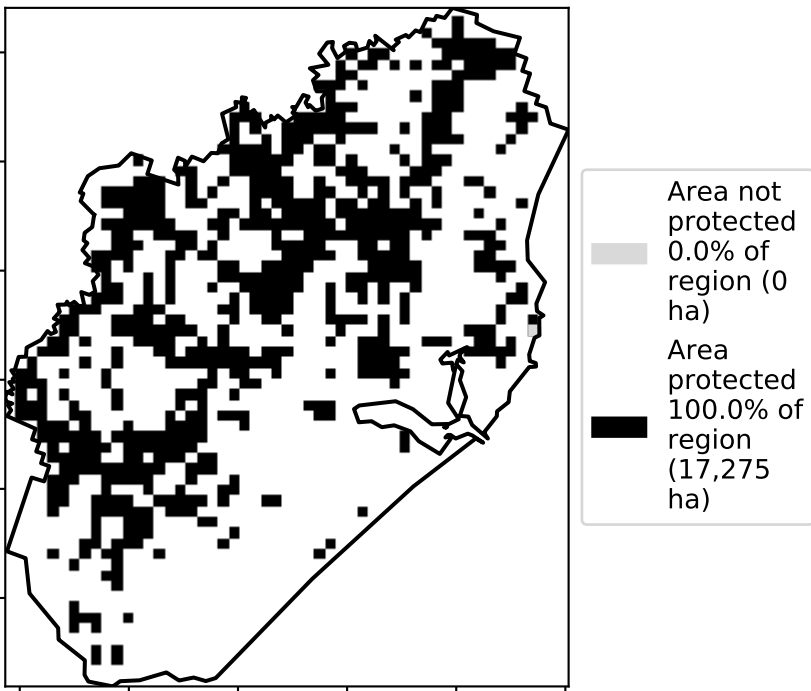 Area not
protected
0.0% of
region (0
ha)
Area
protected
100.0% of
region
(17,275
ha)